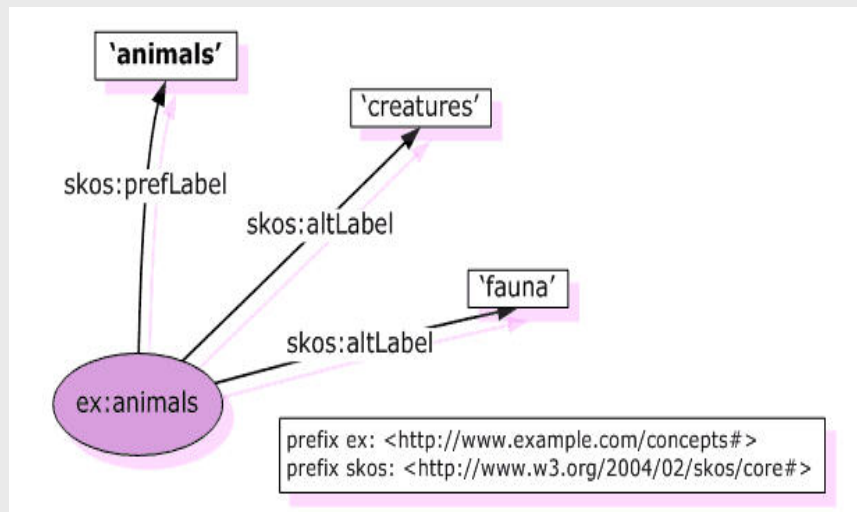 ‘animals’
‘creatures’
skos:prefLabel
skos:altLabel
‘fauna’
skos:altLabel
ex:animals
prefix ex: <http://www.example.com/concepts#>
prefix skos: <http://www.w3.org/2004/02/skos/core#>